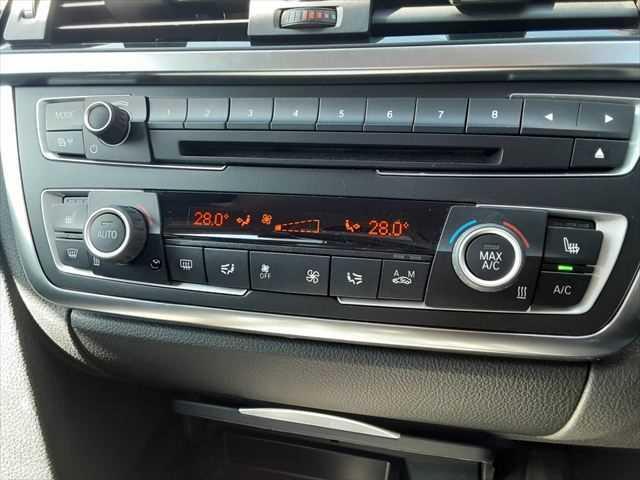 MODE 1 2 3 4 5 6 7 8
28.0° 28.0°
AUTO
OFF
A M
MAX
A/C
A/C